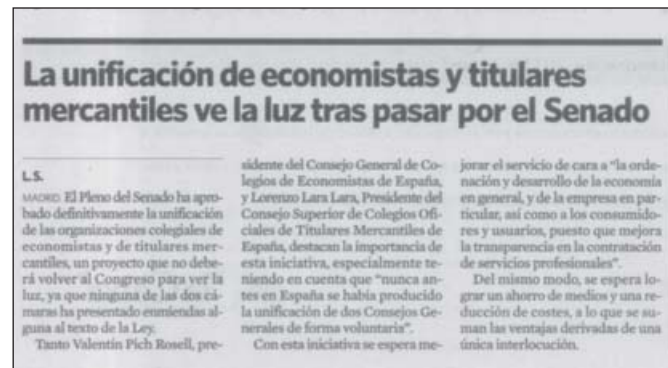 La unificación de economistas y titulares
mercantiles ve la luz tras pasar por el Senado
L.S.
MADRID. El Pleno del Senado ha apro-
bado definitivamente la unificación
de las organizaciones colegiales de
economistas y de titulares mer-
cantiles, un proyecto que no debe-
rá volver al Congreso para ver la
luz, ya que ninguna de las dos cá-
maras ha presentado enmiendas al-
guna al texto de la Ley.
Tanto Valentín Pich Rosell, pre-
sidente del Consejo General de Co-
legios de Economistas de España,
y Lorenzo Lara Lara, Presidente del
Consejo Superior de Colegios Ofi-
ciales de Titulares Mercantiles de
España, destacan la importancia de
esta iniciativa, especialmente te-
niendo en cuenta que "nunca an-
tes en España se había producido
la unificación de dos Consejos Ge-
nerales de forma voluntaria".
Con esta iniciativa se espera me-
jorar el servicio de cara a "la orde-
nación y desarrollo de la economía
en general, y de la empresa en par-
ticular, así como a los consumido-
res y usuarios, puesto que mejora
la transparencia en la contratación
de servicios profesionales".
Del mismo modo, se espera lo-
grar un ahorro de medios y una re-
ducción de costes, a lo que se su-
man las ventajas derivadas de una
única interlocución.